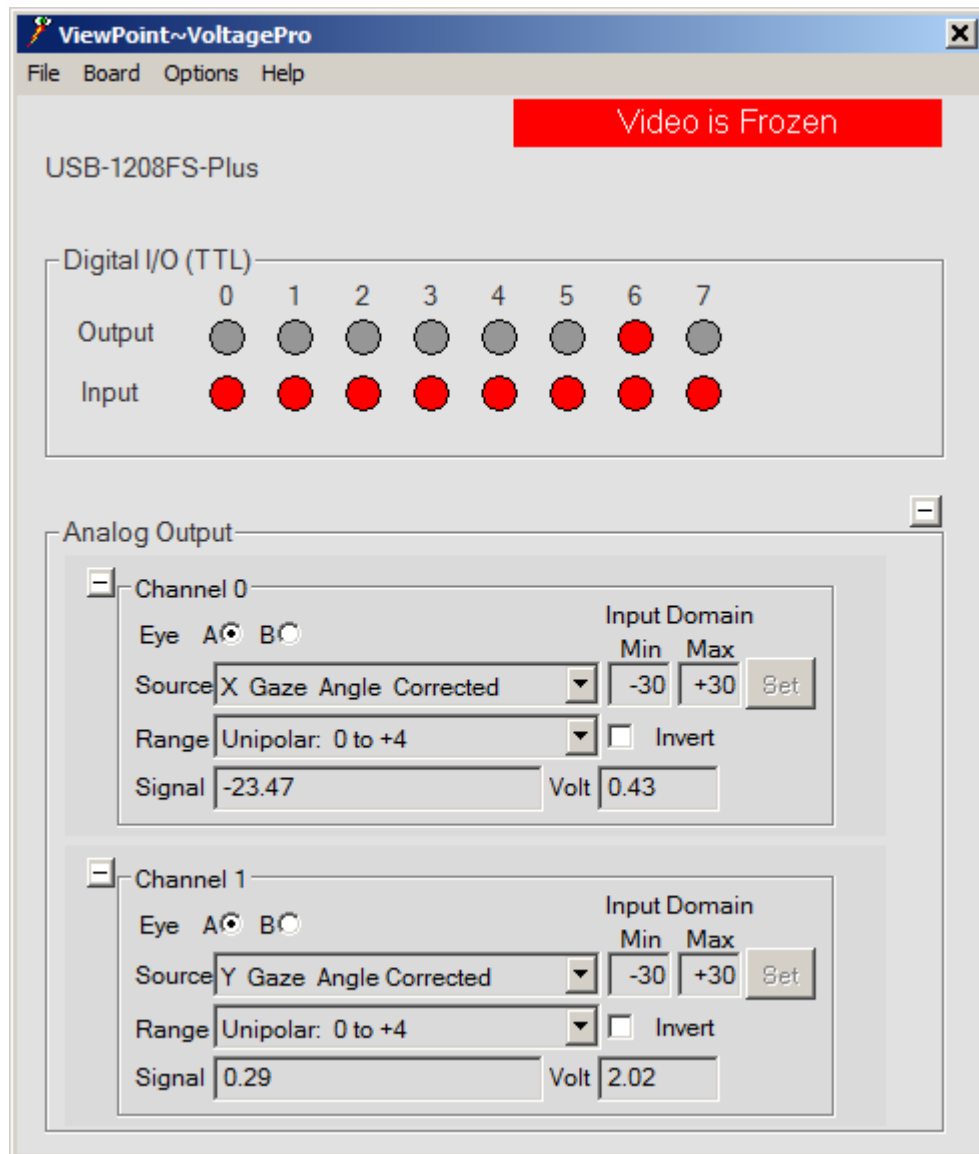 ViewPoint~VoltagePro
File Board Options Help
Video is Frozen
USB-1208FS-Plus
Digital I/O (TTL)
0 1 2 3 4 5 6 7
Output
Input
Analog Output
Channel 0
Eye A B
Input Domain
Min Max
Source X Gaze Angle Corrected -30 +30 Set
Range Unipolar: 0 to +4 Invert
Signal -23.47 Volt 0.43
Channel 1
Eye A B
Input Domain
Min Max
Source Y Gaze Angle Corrected -30 +30 Set
Range Unipolar: 0 to +4 Invert
Signal 0.29 Volt 2.02